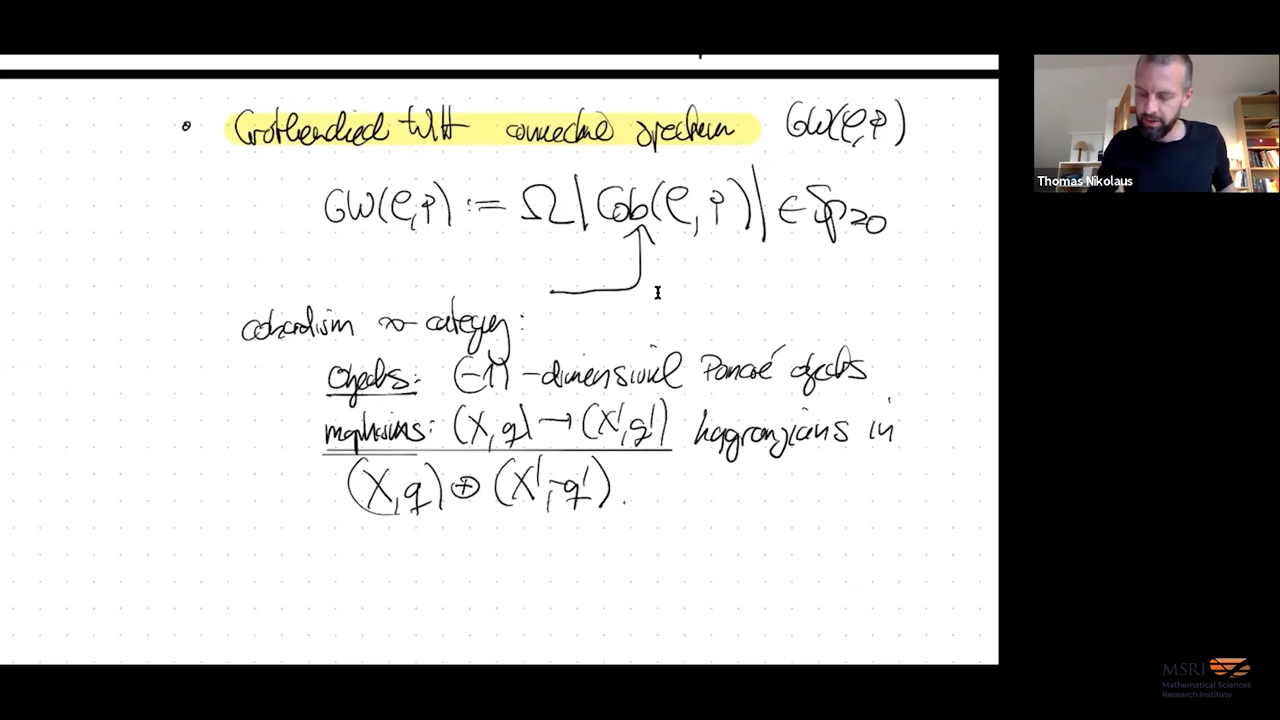 • Grothendieck Witt connective spectrum GW(C, Ϙ)
GW(C, Ϙ) := Ω|Cob(C, Ϙ)| ∈ Sp≥0
cobordism ∞-category:
Objects: (-1)-dimensional Poincaré objects
morphisms: (X, q) → (X', q') Lagrangians in
(X, q) ⊕ (X', -q').
Thomas Nikolaus
MSRI
Mathematical Sciences
Research Institute